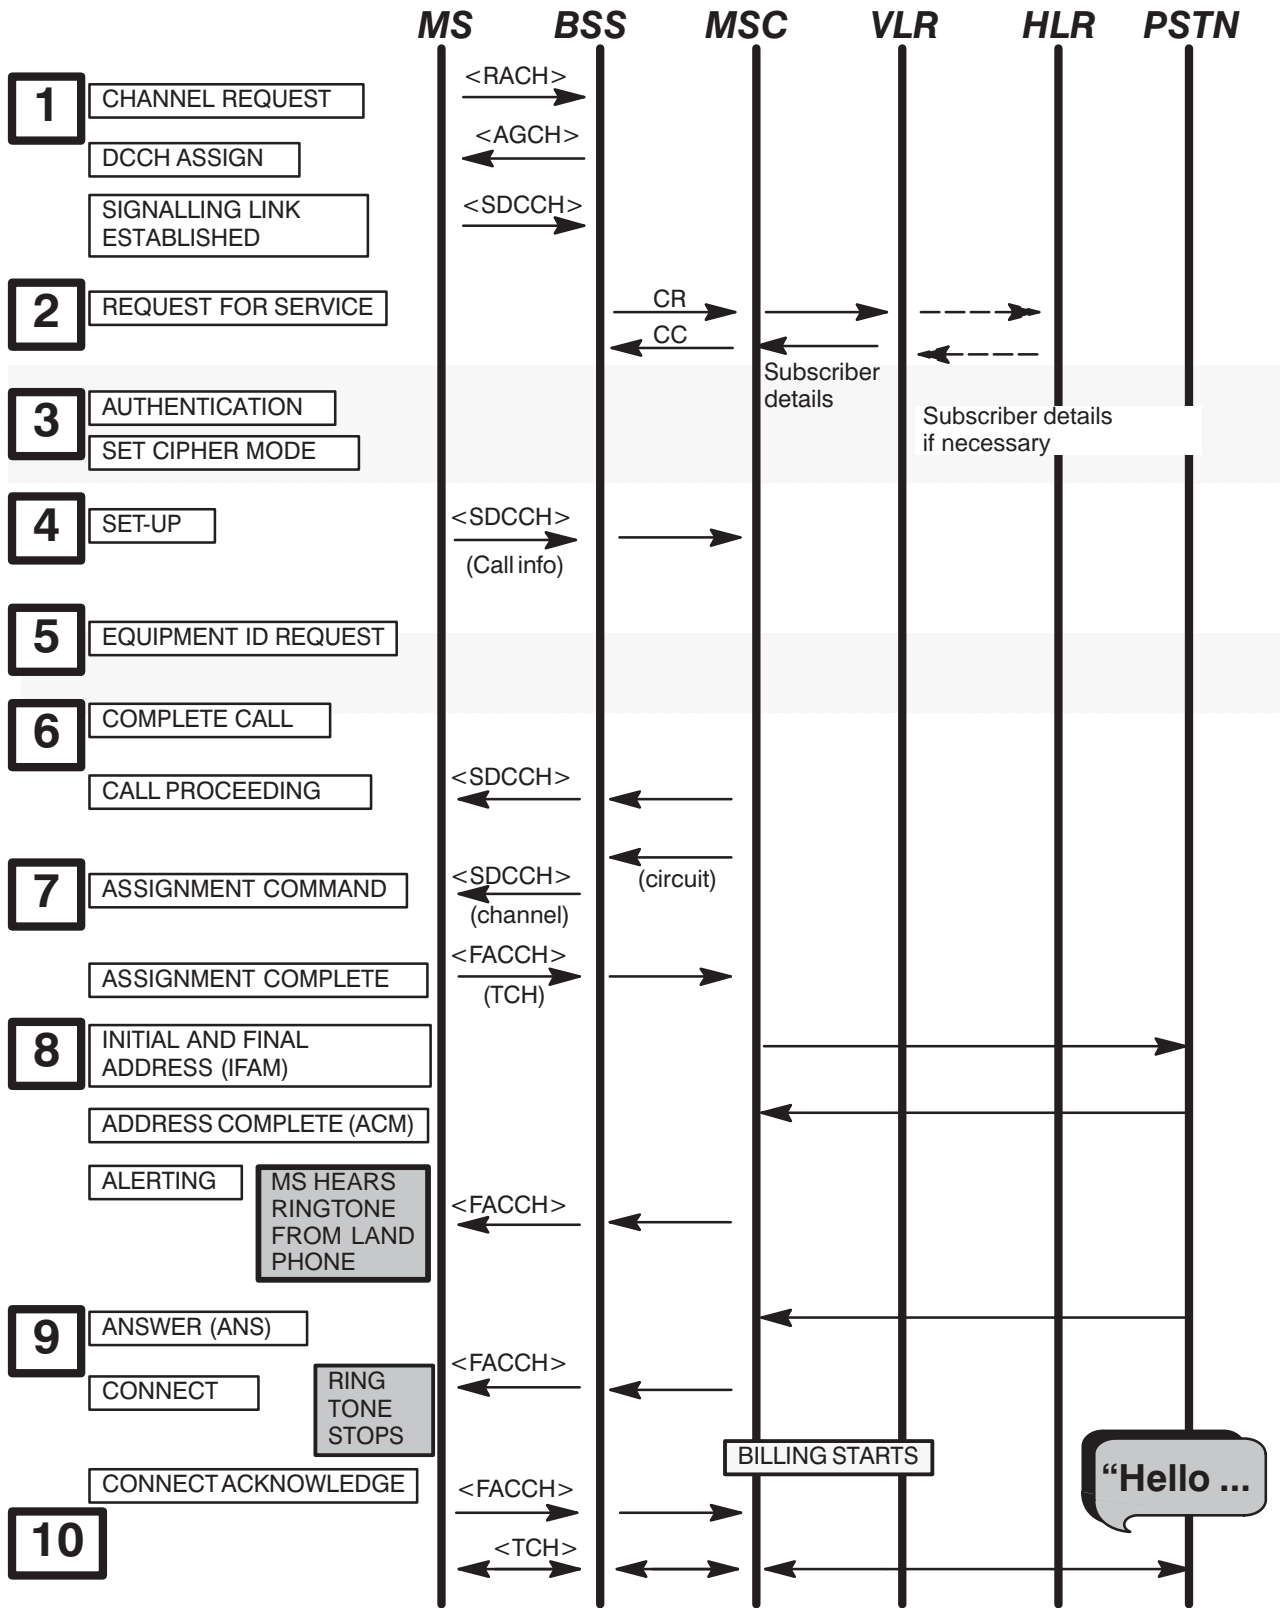 MS BSS MSC VLR HLR PSTN
1
CHANNEL REQUEST
<RACH>
DCCH ASSIGN
<AGCH>
SIGNALLING LINK
ESTABLISHED
<SDCCH>
2
REQUEST FOR SERVICE
CR
CC
Subscriber
details
Subscriber details
if necessary
3
AUTHENTICATION
SET CIPHER MODE
4
SET-UP
<SDCCH>
(Call info)
5
EQUIPMENT ID REQUEST
6
COMPLETE CALL
CALL PROCEEDING
<SDCCH>
7
ASSIGNMENT COMMAND
<SDCCH>
(channel)
(circuit)
ASSIGNMENT COMPLETE
<FACCH>
(TCH)
8
INITIAL AND FINAL
ADDRESS (IFAM)
ADDRESS COMPLETE (ACM)
ALERTING
MS HEARS
RINGTONE
FROM LAND
PHONE
<FACCH>
9
ANSWER (ANS)
CONNECT
RING
TONE
STOPS
<FACCH>
BILLING STARTS
“Hello ...
CONNECT ACKNOWLEDGE
<FACCH>
10
<TCH>